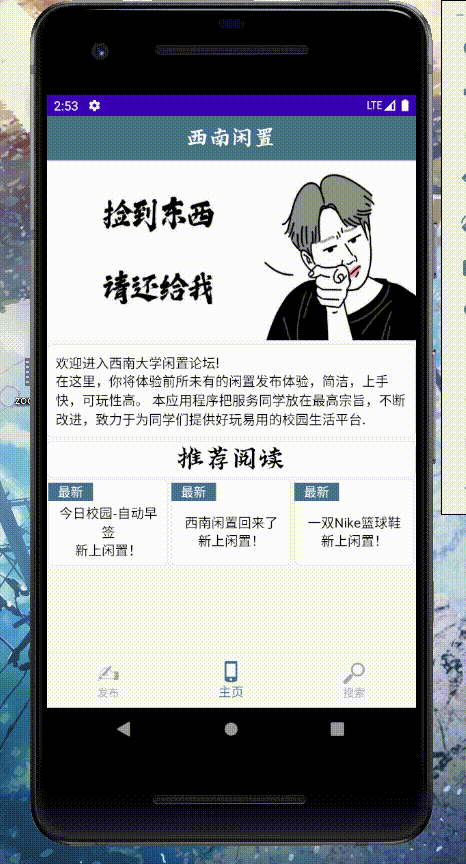 2:53
LTE
西南闲置
捡到东西
请还给我
欢迎进入西南大学闲置论坛!
在这里，你将体验前所未有的闲置发布体验，简洁，上手
快，可玩性高。 本应用程序把服务同学放在最高宗旨，不断
改进，致力于为同学们提供好玩易用的校园生活平台.
推荐阅读
最新
今日校园-自动早
签
新上闲置！
最新
西南闲置回来了
新上闲置！
最新
一双Nike篮球鞋
新上闲置！
发布
主页
搜索